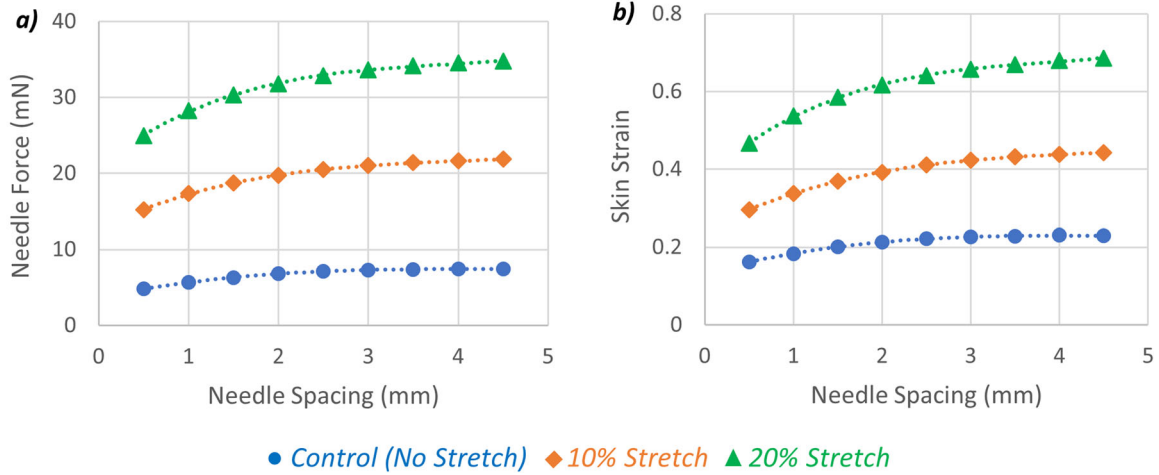 a)
40
30
20
10
0
Needle Force (mN)
0 1 2 3 4 5
Needle Spacing (mm)
b)
0.8
0.6
0.4
0.2
0
Skin Strain
0 1 2 3 4 5
Needle Spacing (mm)
Control (No Stretch) 10% Stretch 20% Stretch